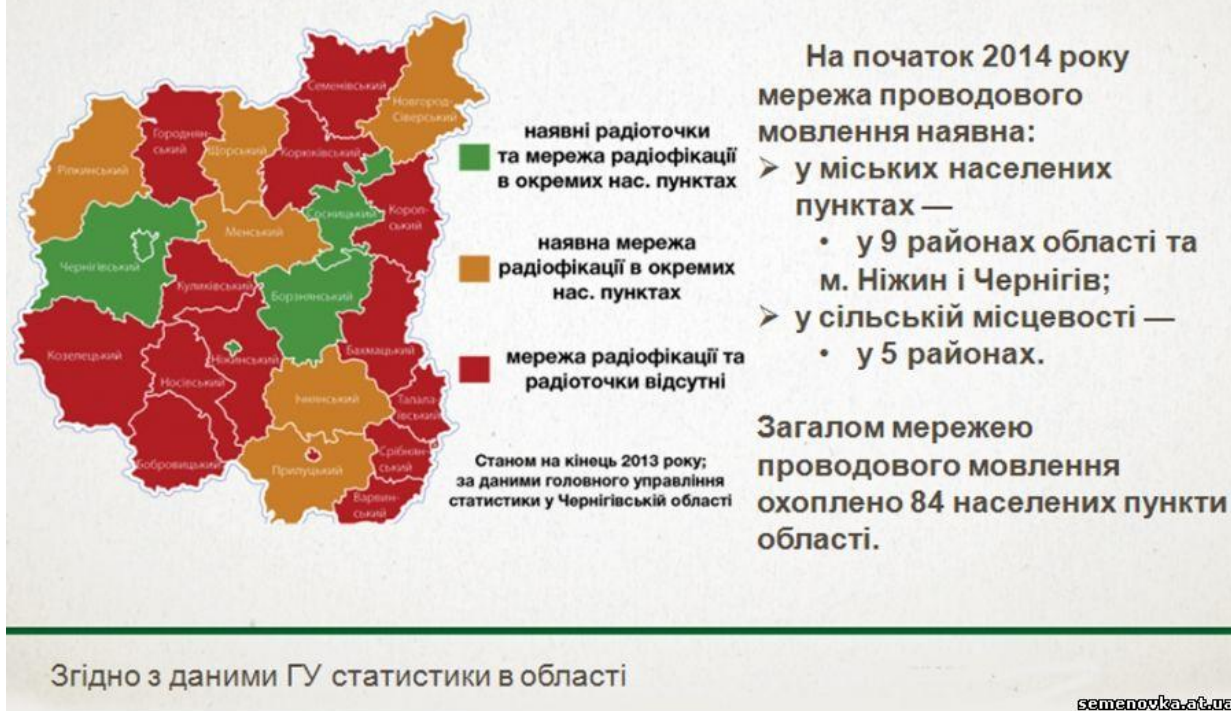 Семенівський
Новгород-
Сіверський
Городнян-
ський
Щорський
Корюківський
Ріпкинський
Сосницький
Короп-
ський
Менський
Чернігівський
Куликівський
Борзнянський
Козелецький
Ніжинський
Бахмацький
Носівський
Ічнянський
Талала-
ївський
Бобровицький
Прилуцький
Срібнян-
ський
Варвин-
ський
наявні радіоточки
та мережа радіофікації
в окремих нас. пунктах
наявна мережа
радіофікації в окремих
нас. пунктах
мережа радіофікації та
радіоточки відсутні
Станом на кінець 2013 року;
за даними головного управління
статистики у Чернігівській області
На початок 2014 року
мережа проводового
мовлення наявна:
➢ у міських населених
пунктах —
• у 9 районах області та
м. Ніжин і Чернігів;
➢ у сільській місцевості —
• у 5 районах.
Загалом мережею
проводового мовлення
охоплено 84 населених пункти
області.
Згідно з даними ГУ статистики в області
semenovka.at.ua